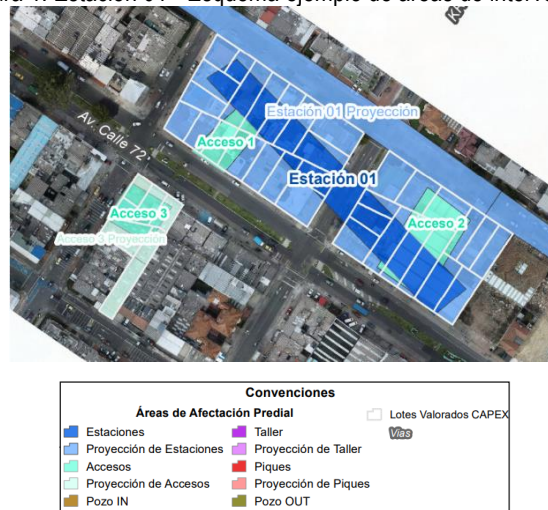 Estación 01 Proyección
Acceso 1
Av. Calle 72
Estación 01
Acceso 3
Acceso 2
Acceso 3 Proyección
Convenciones
Áreas de Afectación Predial
Lotes Valorados CAPEX
Estaciones
Taller
Vias
Proyección de Estaciones
Proyección de Taller
Accesos
Piques
Proyección de Accesos
Proyección de Piques
Pozo IN
Pozo OUT